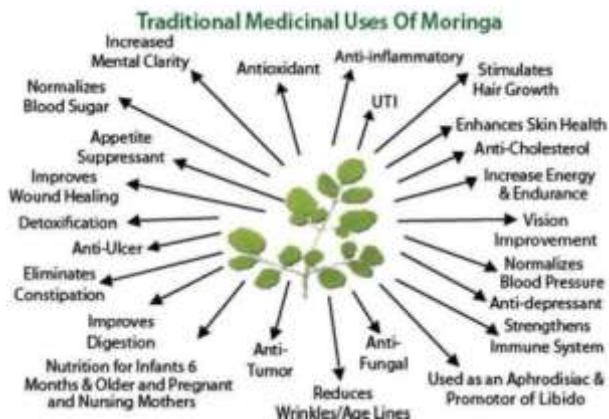 Traditional Medicinal Uses Of Moringa
Increased
Mental Clarity
Antioxidant
Anti-inflammatory
Stimulates
Hair Growth
Normalizes
Blood Sugar
UTI
Enhances Skin Health
Appetite
Suppressant
Anti-Cholesterol
Improves
Wound Healing
Increase Energy
& Endurance
Detoxification
Vision
Improvement
Anti-Ulcer
Normalizes
Blood Pressure
Eliminates
Constipation
Anti-depressant
Improves
Digestion
Strengthens
Immune System
Nutrition for Infants 6
Months & Older and Pregnant
and Nursing Mothers
Anti-
Tumor
Reduces
Wrinkles/Age Lines
Anti-
Fungal
Used as an Aphrodisiac &
Promotor of Libido